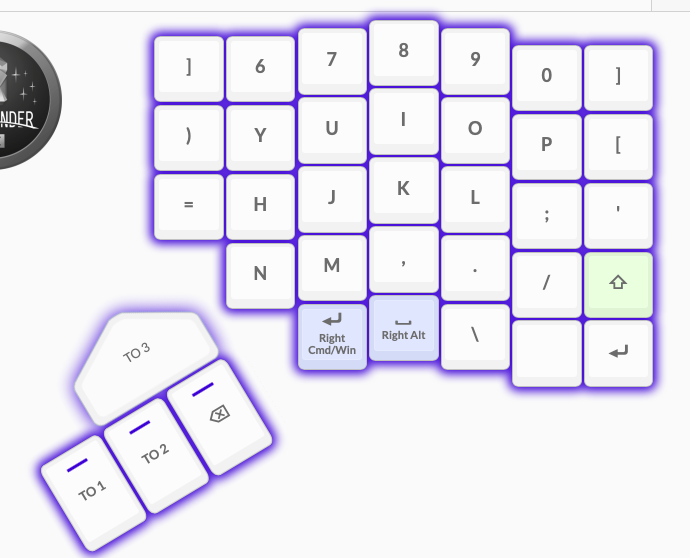 ] 6 7 8 9 0 ]
) Y U I O P [
= H J K L ; '
N M , . /
Right
Cmd/Win
Right Alt
\
TO 3
TO 2
TO 1
NDER